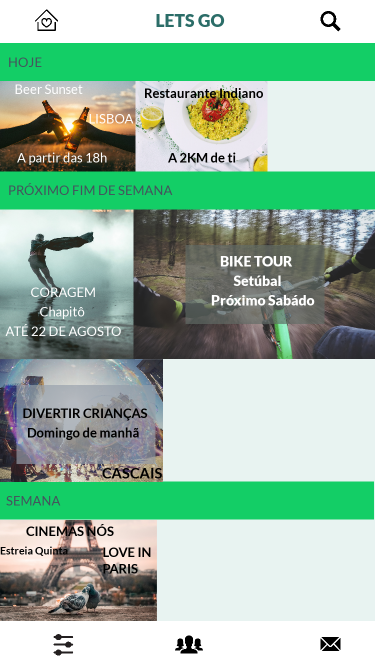 LETS GO
HOJE
Beer Sunset
LISBOA
A partir das 18h
Restaurante Indiano
A 2KM de ti
PRÓXIMO FIM DE SEMANA
CORAGEM
Chapitô
ATÉ 22 DE AGOSTO
BIKE TOUR
Setúbal
Próximo Sabádo
DIVERTIR CRIANÇAS
Domingo de manhã
CASCAIS
SEMANA
CINEMAS NÓS
Estreia Quinta
LOVE IN
PARIS